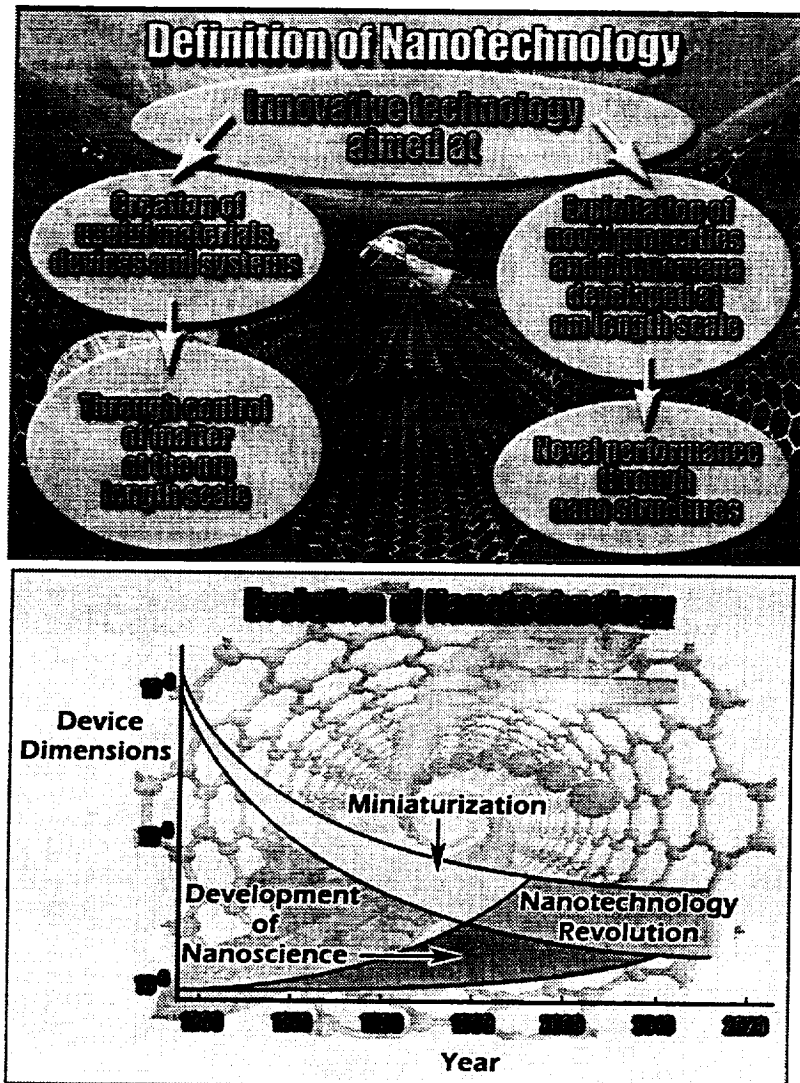 Definition of Nanotechnology
Innovative technology
aimed at
Creation of
materials,
devices and systems
Exploitation of
novel properties
and phenomena
developed at
nm length scale
Through control
of matter
at the nm
length scale
Novel performance
through
nano structures
Evolution of Nanotechnology
Device
Dimensions
Miniaturization
Development
of
Nanoscience
Nanotechnology
Revolution
2000
2020
Year